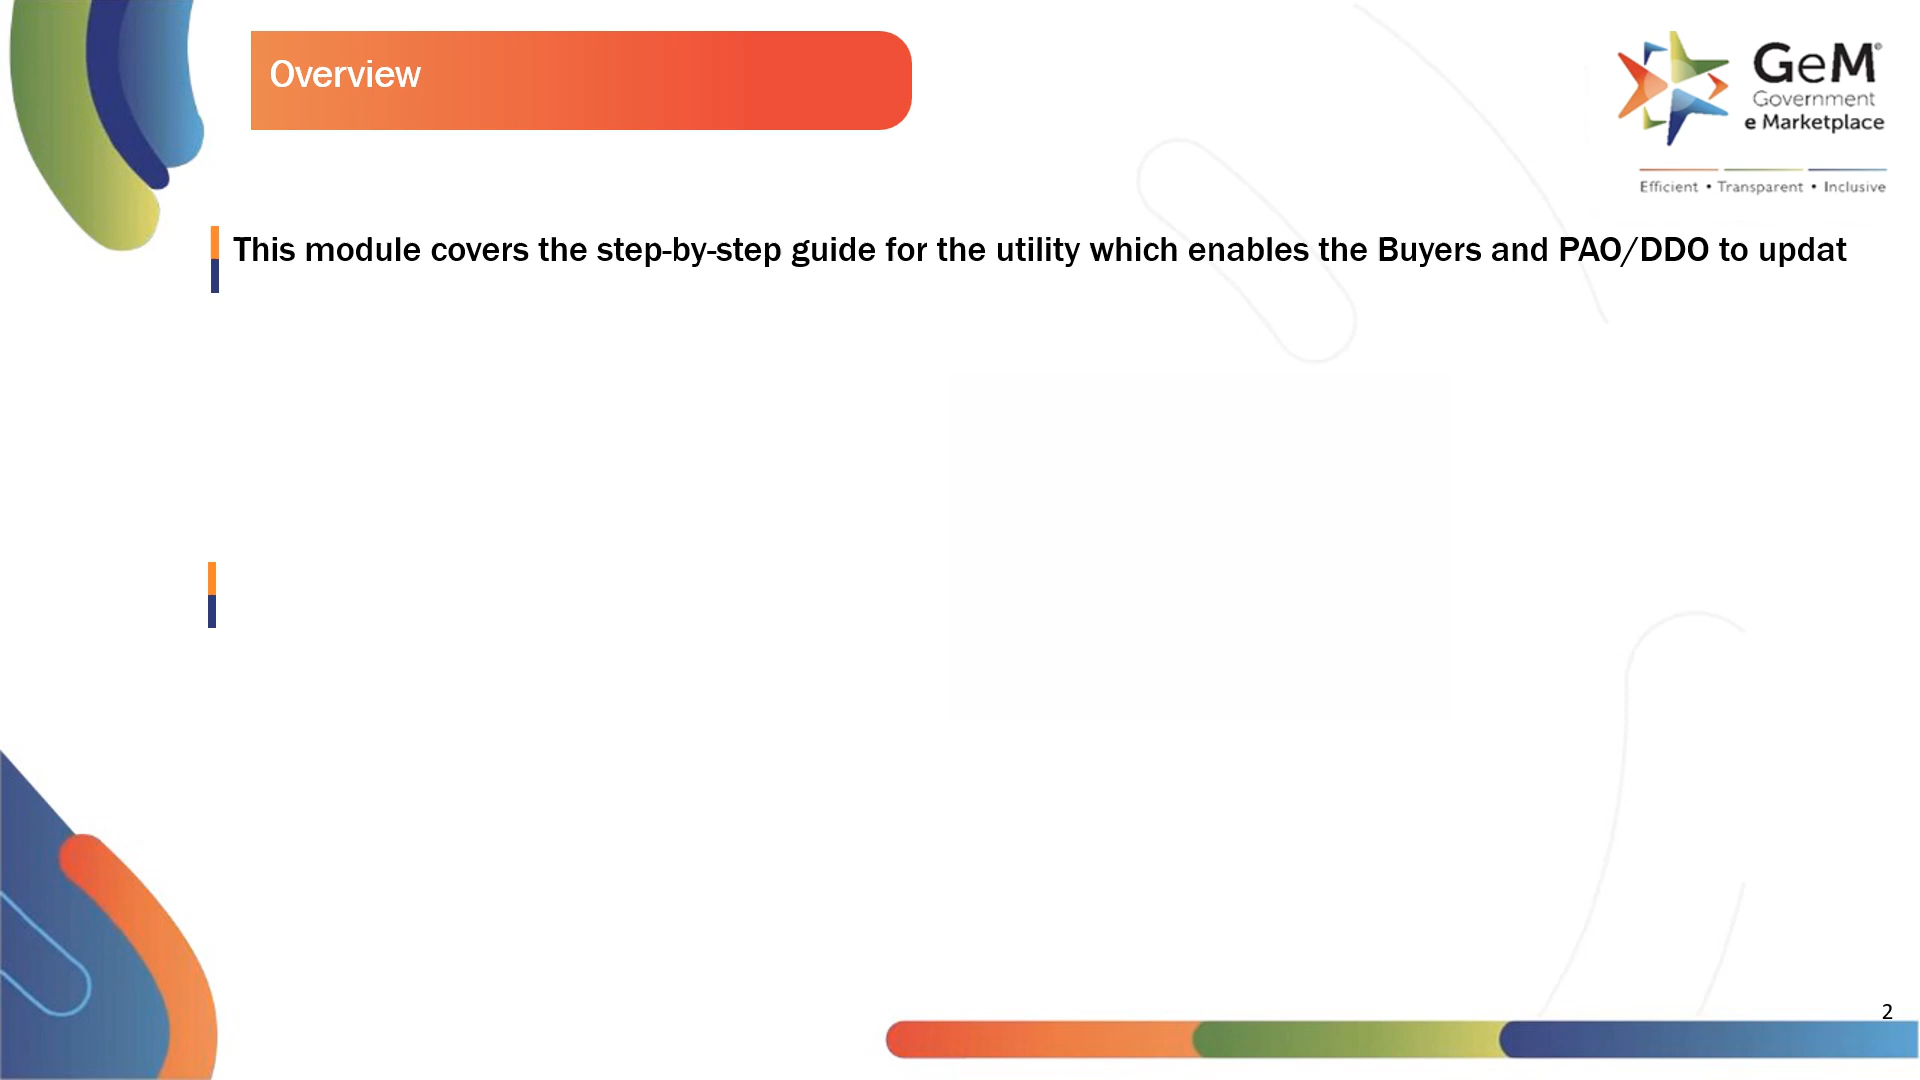 Overview
GeM
Government
e Marketplace
Efficient • Transparent • Inclusive
This module covers the step-by-step guide for the utility which enables the Buyers and PAO/DDO to updat
2